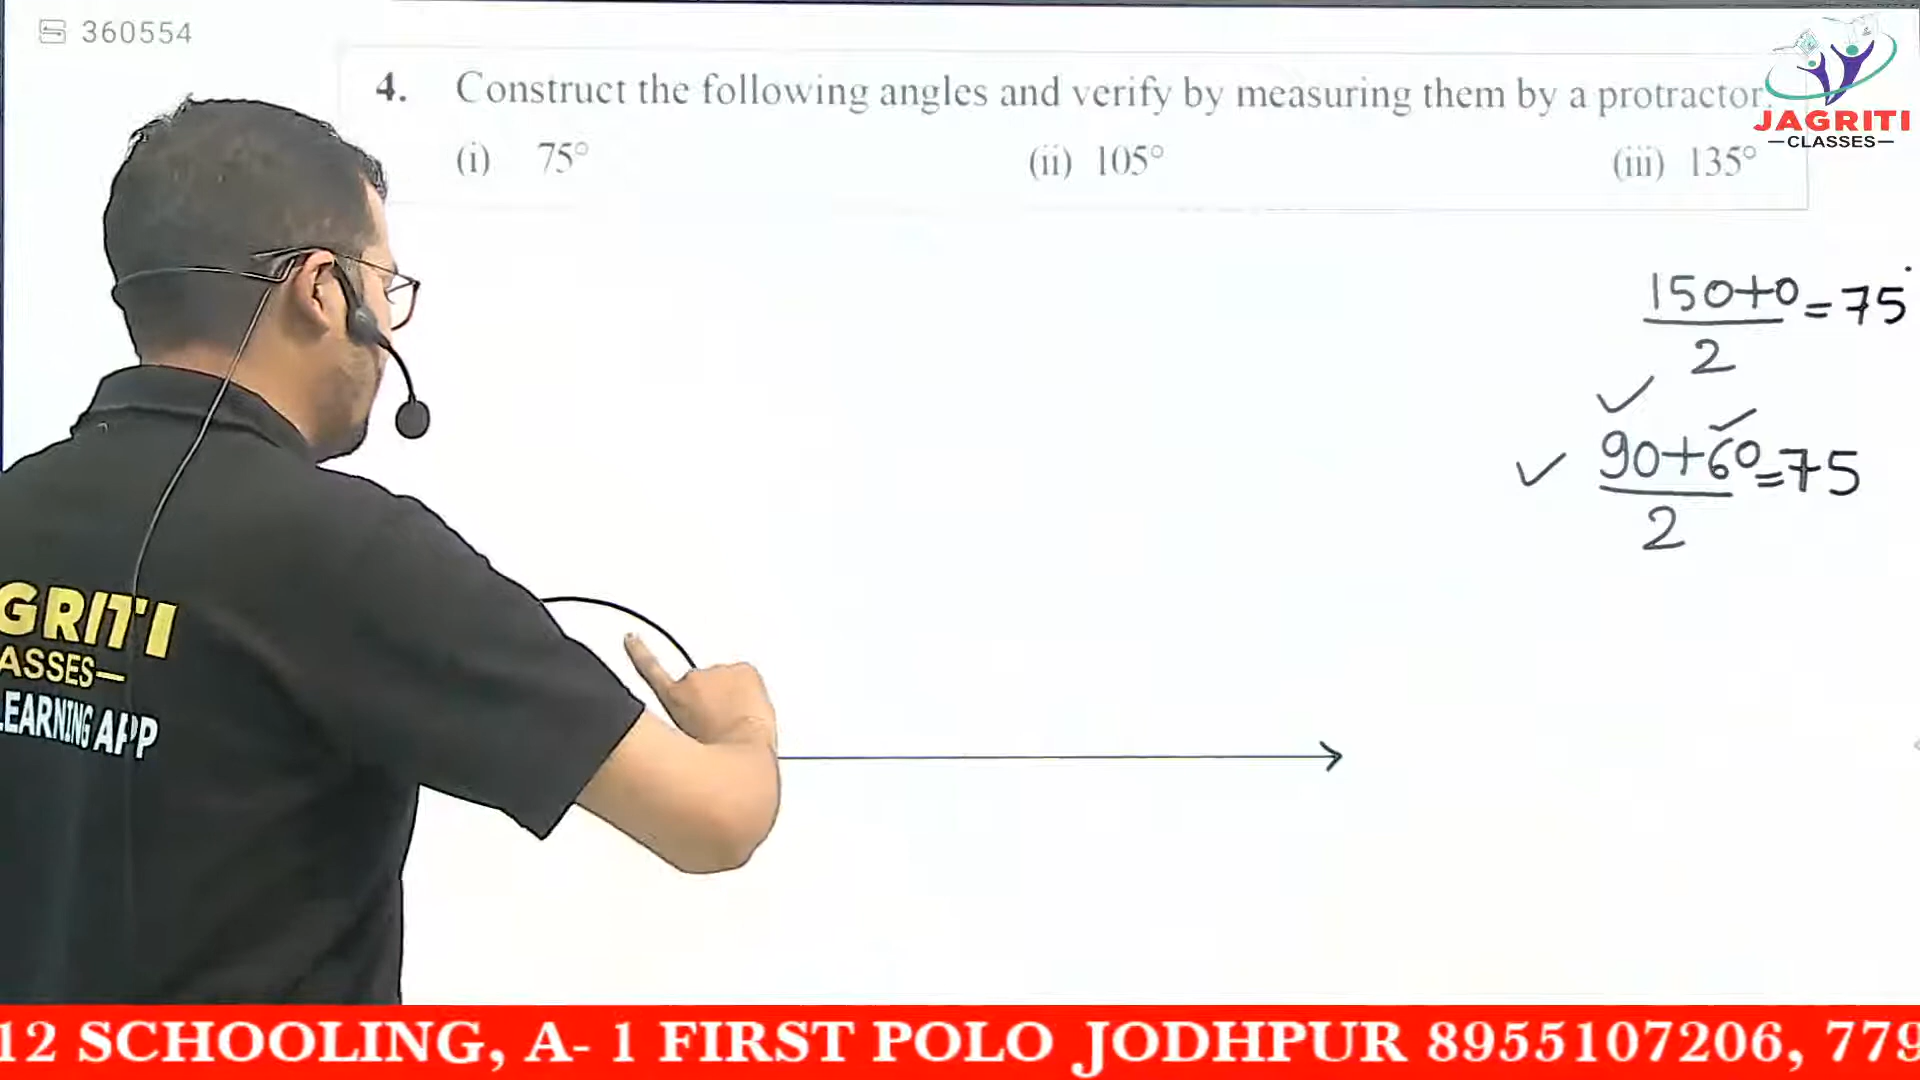 360554
4. Construct the following angles and verify by measuring them by a protractor.
(i) 75° (ii) 105° (iii) 135°
JAGRITI
—CLASSES—
150+0 = 75°
2
90+60 = 75
2
GRITI
ASSES—
LEARNING APP
12 SCHOOLING, A- 1 FIRST POLO JODHPUR 8955107206, 779